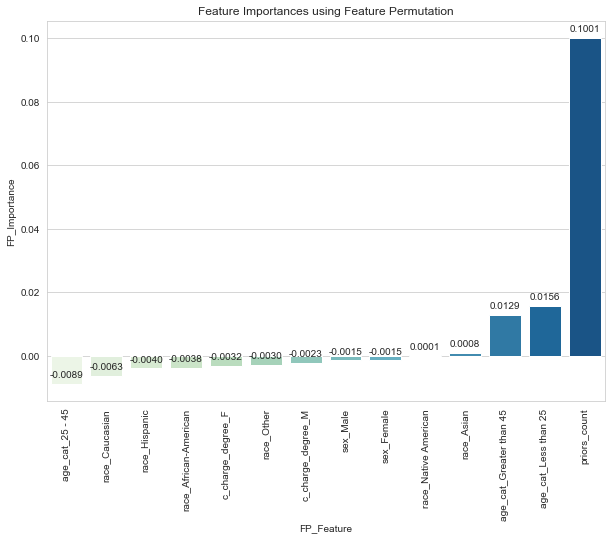 Feature Importances using Feature Permutation
FP_Importance
0.10
0.08
0.06
0.04
0.02
0.00
-0.0089
-0.0063
-0.0040
-0.0038
-0.0032
-0.0030
-0.0023
-0.0015
-0.0015
0.0001
0.0008
0.0129
0.0156
0.1001
age_cat_25 - 45
race_Caucasian
race_Hispanic
race_African-American
c_charge_degree_F
race_Other
c_charge_degree_M
sex_Male
sex_Female
race_Native American
race_Asian
age_cat_Greater than 45
age_cat_Less than 25
priors_count
FP_Feature